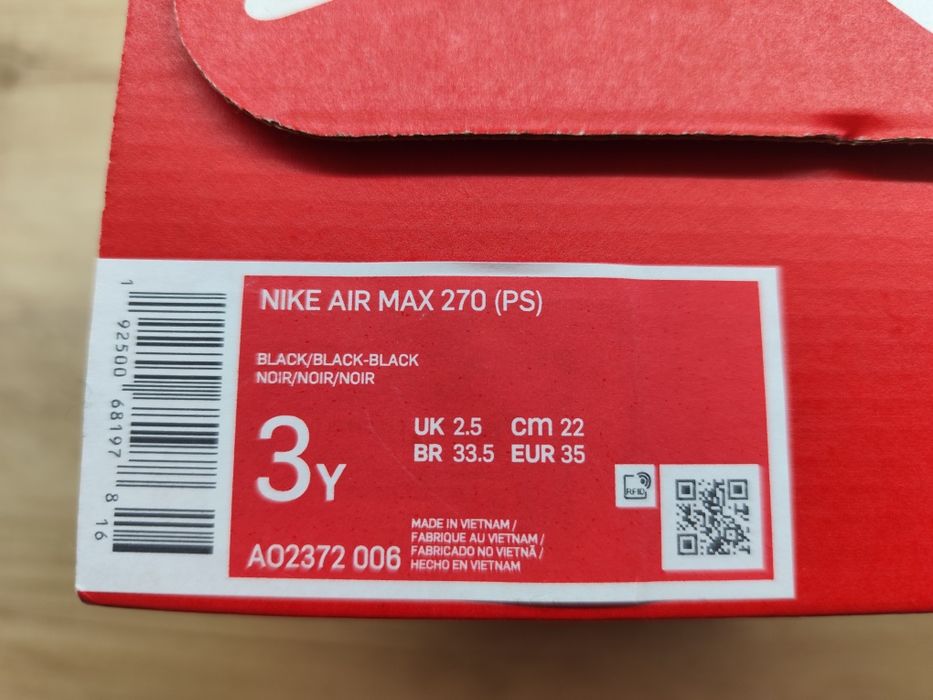 NIKE AIR MAX 270 (PS)
BLACK/BLACK-BLACK
NOIR/NOIR/NOIR
3Y
UK 2.5 cm 22
BR 33.5 EUR 35
RFID
MADE IN VIETNAM /
FABRIQUE AU VIETNAM /
FABRICADO NO VIETNÃ /
HECHO EN VIETNAM
AO2372 006
1 92500 68197 8 16